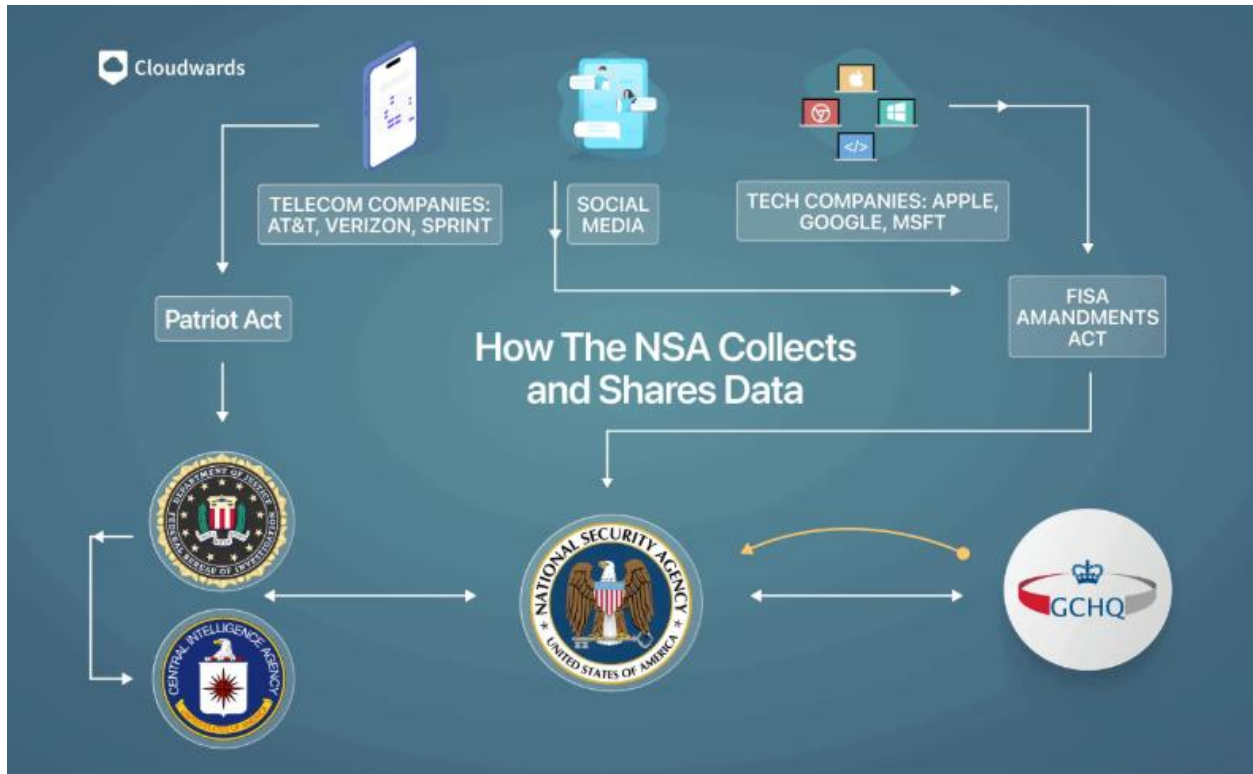 Cloudwards
TELECOM COMPANIES:
AT&T, VERIZON, SPRINT
SOCIAL
MEDIA
TECH COMPANIES: APPLE,
GOOGLE, MSFT
</>
Patriot Act
FISA
AMANDMENTS
ACT
How The NSA Collects
and Shares Data
DEPARTMENT OF JUSTICE
FEDERAL BUREAU OF INVESTIGATION
NATIONAL SECURITY AGENCY
UNITED STATES OF AMERICA
GCHQ
CENTRAL INTELLIGENCE AGENCY